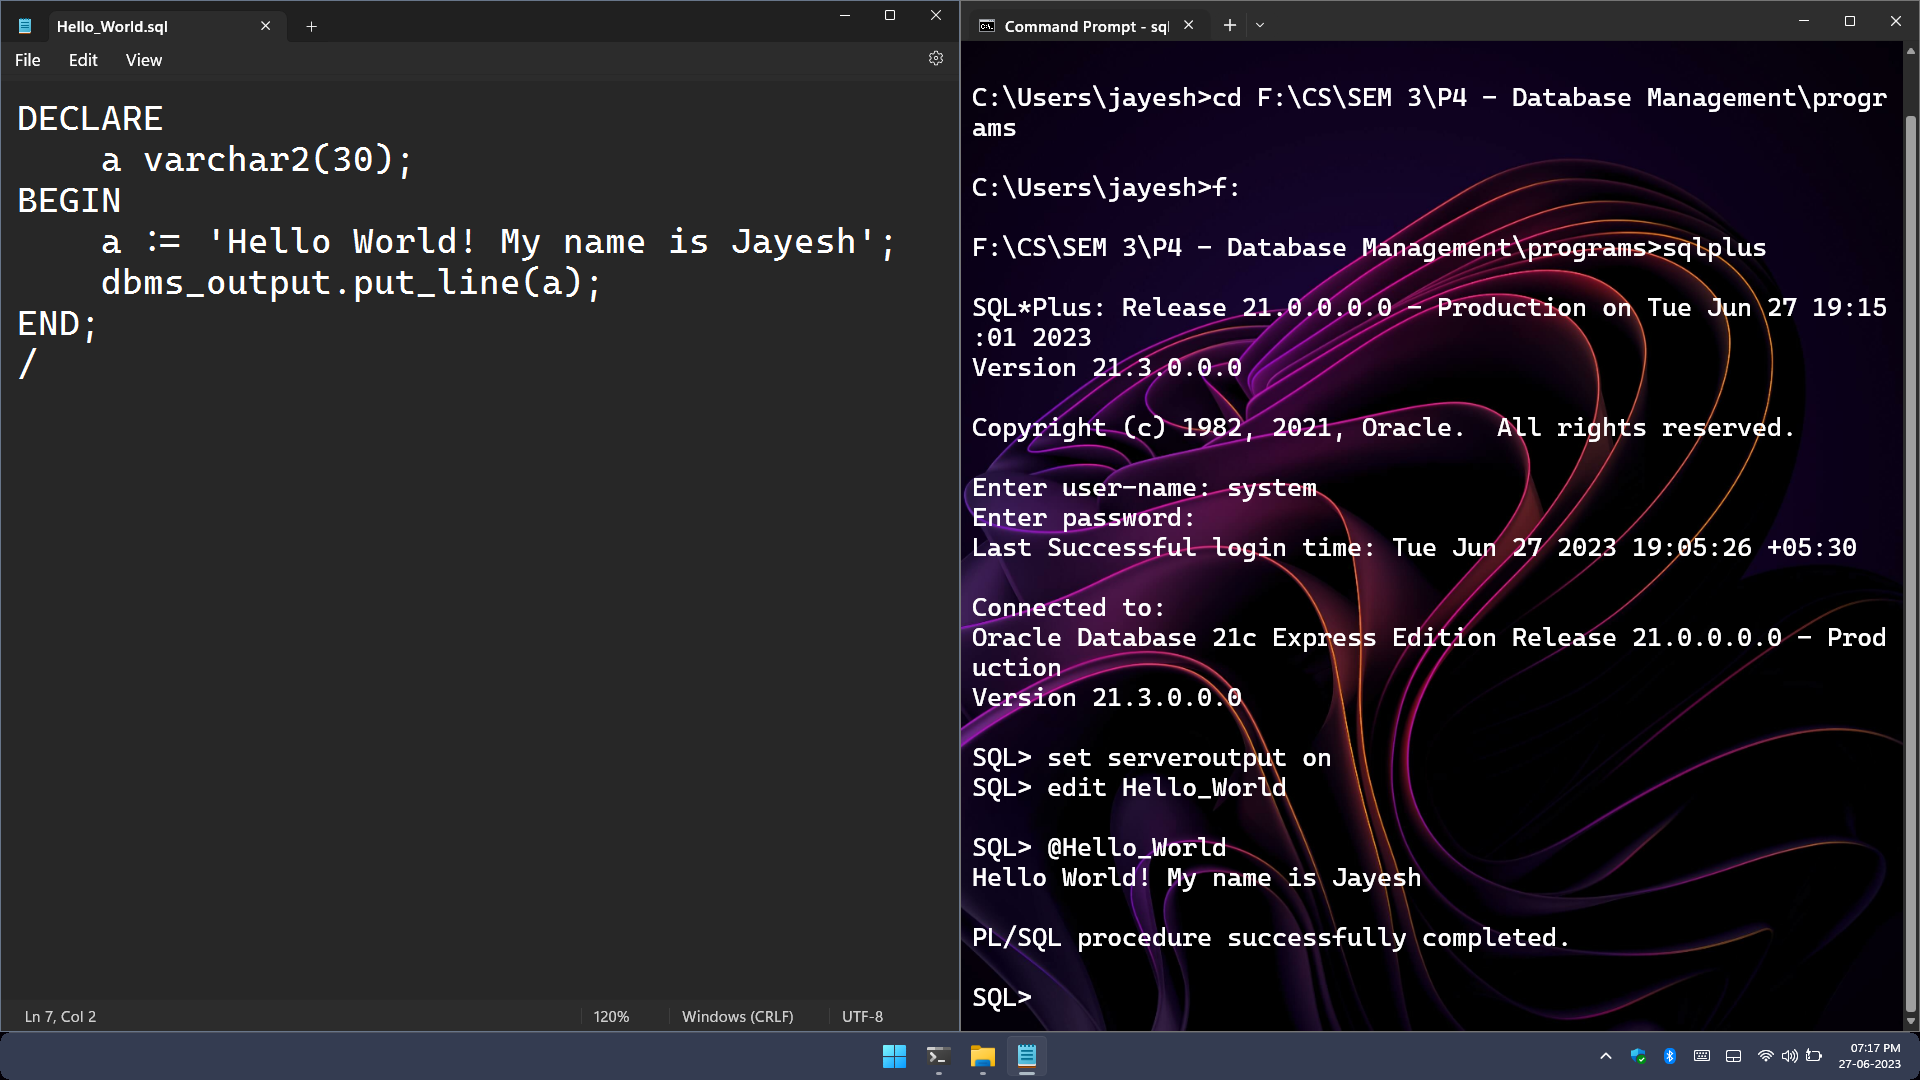 Hello_World.sql
File Edit View
DECLARE
    a varchar2(30);
BEGIN
    a := 'Hello World! My name is Jayesh';
    dbms_output.put_line(a);
END;
/
Ln 7, Col 2 120% Windows (CRLF) UTF-8
Command Prompt - sql
C:\Users\jayesh>cd F:\CS\SEM 3\P4 - Database Management\progr
ams
C:\Users\jayesh>f:
F:\CS\SEM 3\P4 - Database Management\programs>sqlplus
SQL*Plus: Release 21.0.0.0.0 - Production on Tue Jun 27 19:15
:01 2023
Version 21.3.0.0.0
Copyright (c) 1982, 2021, Oracle.  All rights reserved.
Enter user-name: system
Enter password:
Last Successful login time: Tue Jun 27 2023 19:05:26 +05:30
Connected to:
Oracle Database 21c Express Edition Release 21.0.0.0.0 - Prod
uction
Version 21.3.0.0.0
SQL> set serveroutput on
SQL> edit Hello_World
SQL> @Hello_World
Hello World! My name is Jayesh
PL/SQL procedure successfully completed.
SQL>
07:17 PM
27-06-2023